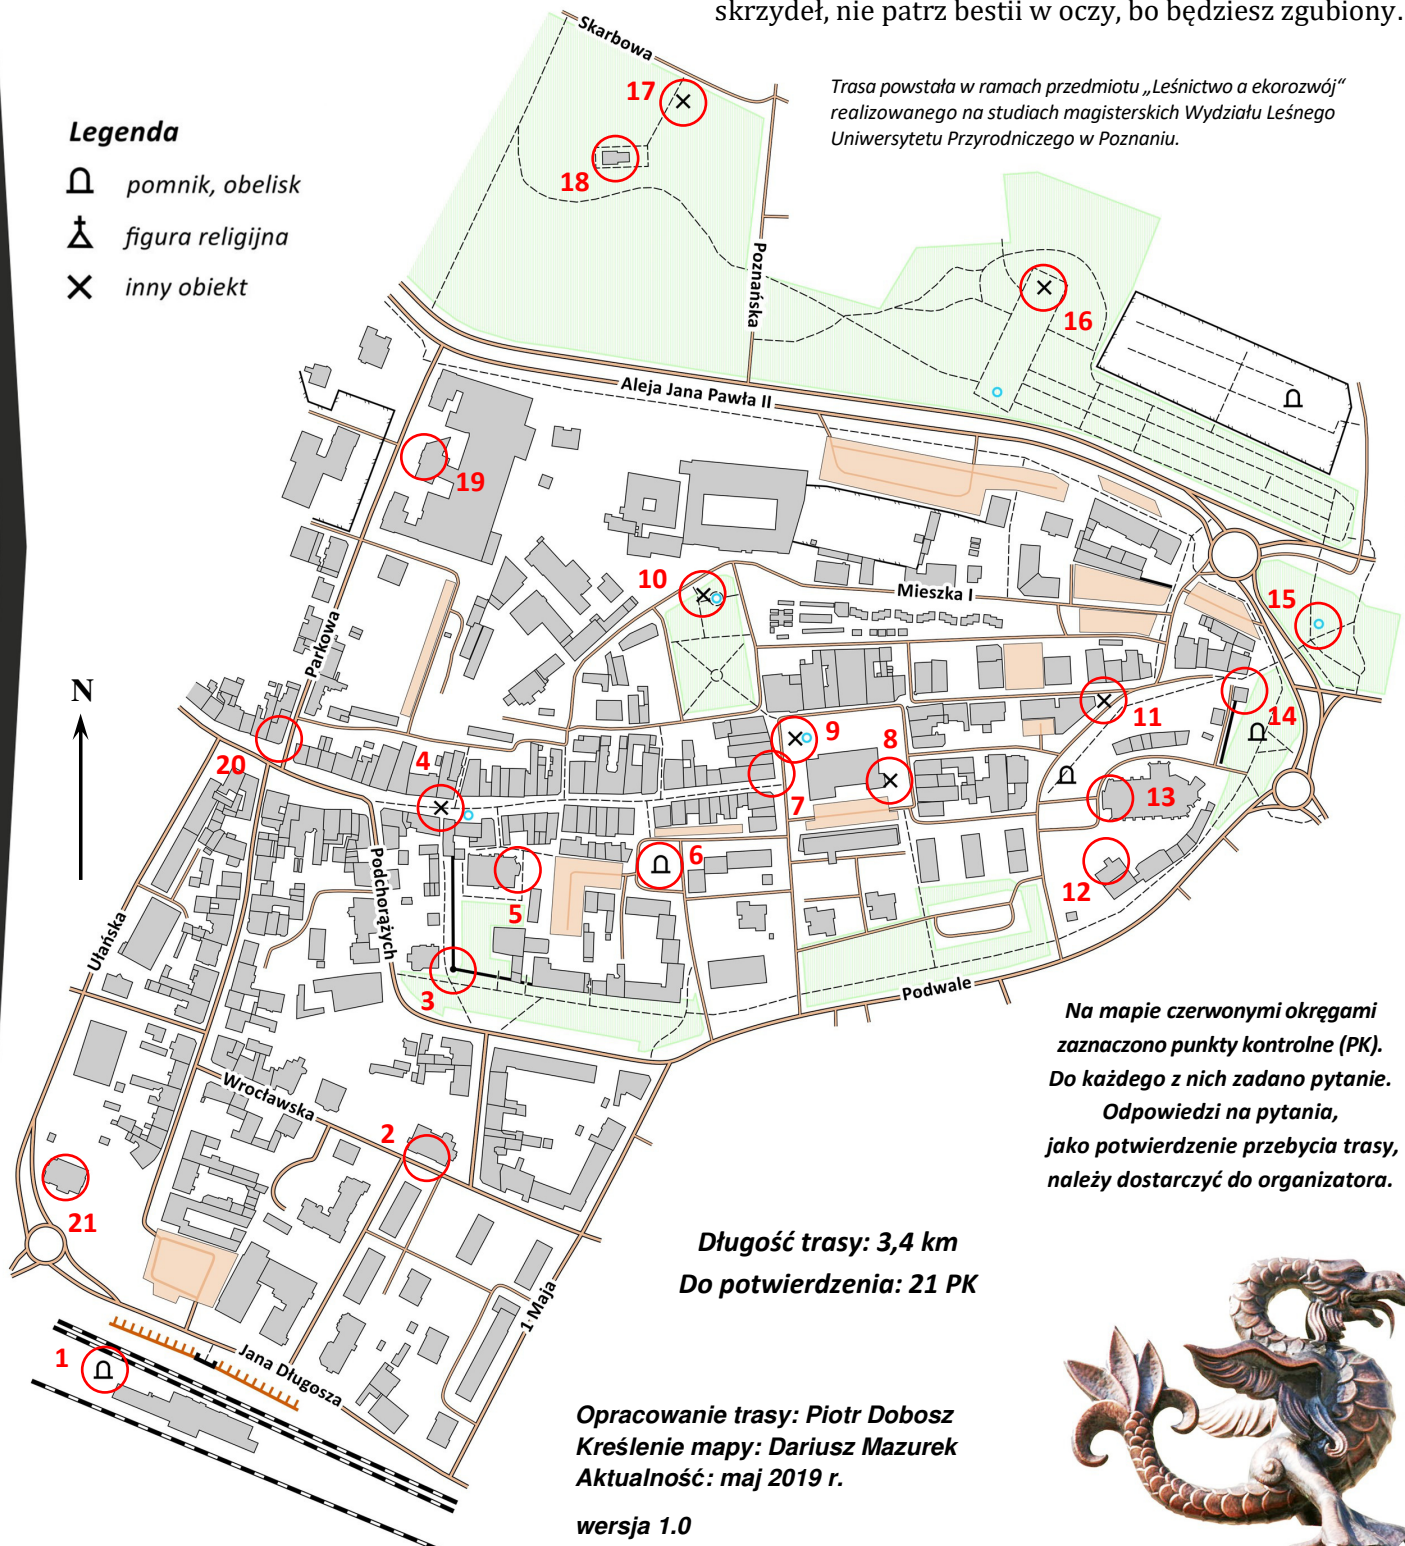 skrzydeł, nie patrz bestii w oczy, bo będziesz zgubiony.
Trasa powstała w ramach przedmiotu „Leśnictwo a ekorozwój“
realizowanego na studiach magisterskich Wydziału Leśnego
Uniwersytetu Przyrodniczego w Poznaniu.
Legenda
pomnik, obelisk
figura religijna
inny obiekt
Skarbowa
17
18
Poznańska
16
Aleja Jana Pawła II
19
10
Mieszka I
15
Parkowa
N
11
14
20
4
9
8
7
13
6
12
5
Podchorążych
Ułańska
3
Podwale
Na mapie czerwonymi okręgami
zaznaczono punkty kontrolne (PK).
Do każdego z nich zadano pytanie.
Odpowiedzi na pytania,
jako potwierdzenie przebycia trasy,
należy dostarczyć do organizatora.
Wrocławska
2
21
Długość trasy: 3,4 km
Do potwierdzenia: 21 PK
1 Maja
1
Jana Długosza
Opracowanie trasy: Piotr Dobosz
Kreślenie mapy: Dariusz Mazurek
Aktualność: maj 2019 r.
wersja 1.0